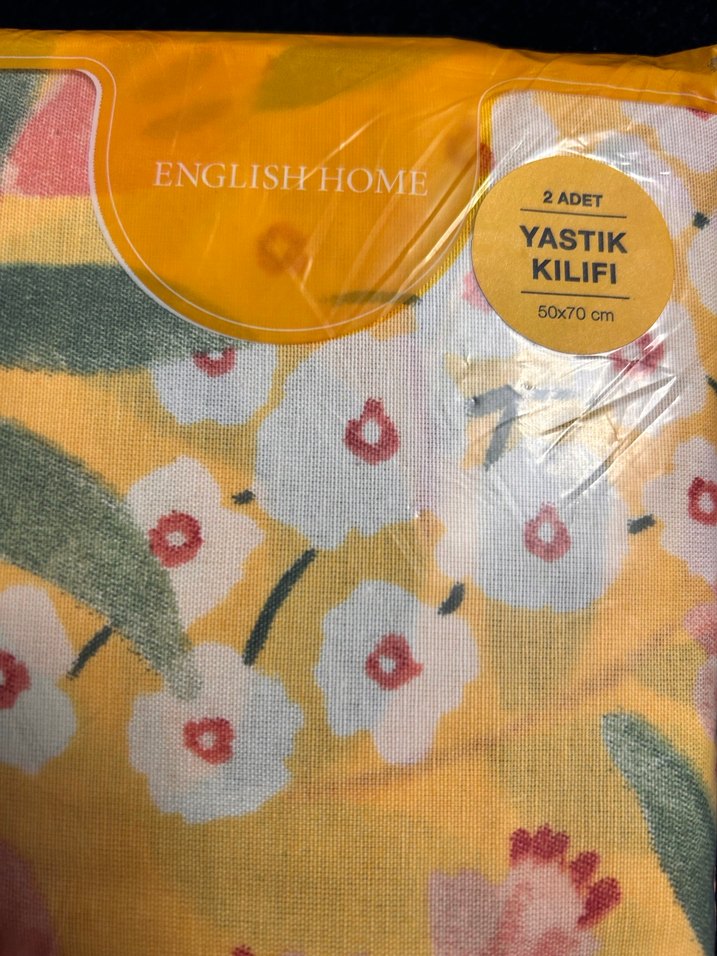 ENGLISH HOME
2 ADET
YASTIK
KILIFI
50x70 cm